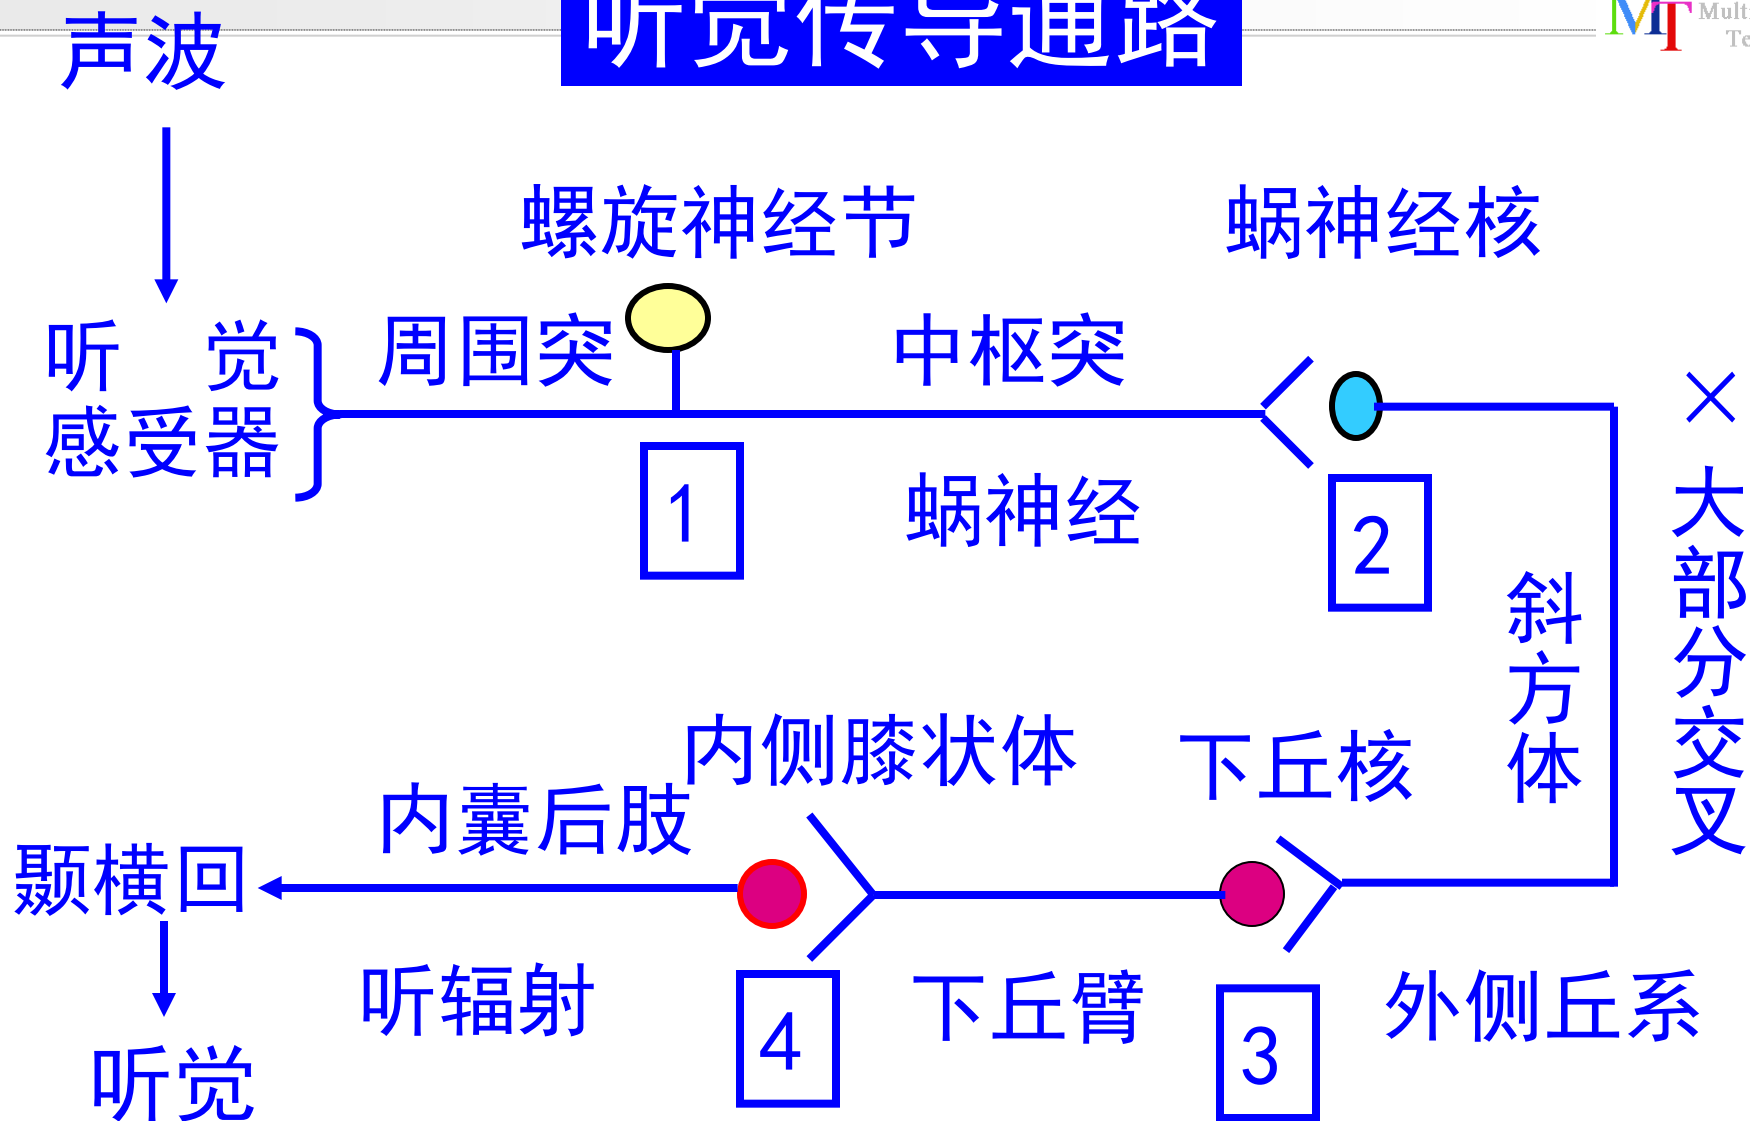 听觉传导通路
Mult
Te
声波
螺旋神经节
蜗神经核
听 觉
感受器
周围突
中枢突
×
1
蜗神经
2
大部分交叉
斜方体
内侧膝状体
下丘核
内囊后肢
颞横回
听辐射
4
下丘臂
3
外侧丘系
听觉